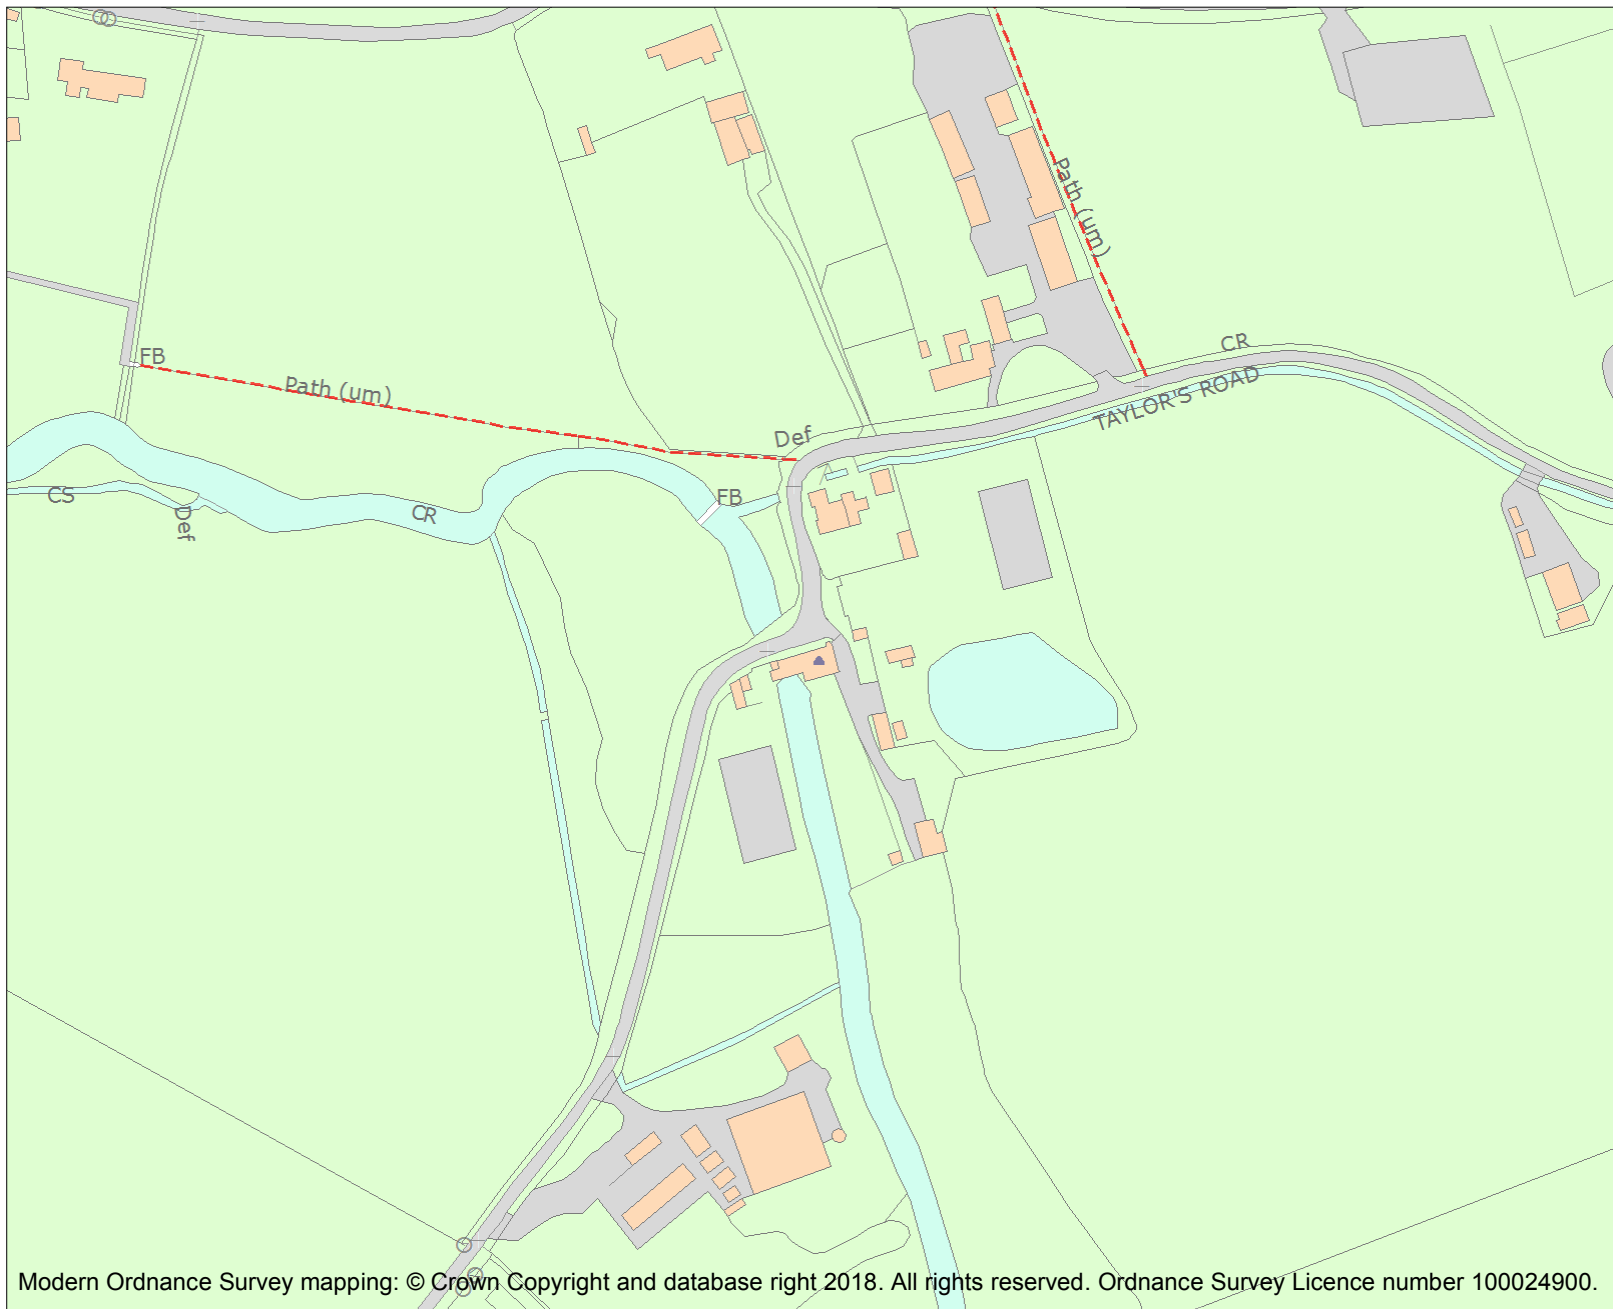 Path (um)
CR
FB
TAYLOR'S ROAD
Path (um)
Def
CS
FB
CR
Def
Modern Ordnance Survey mapping: © Crown Copyright and database right 2018. All rights reserved. Ordnance Survey Licence number 100024900.